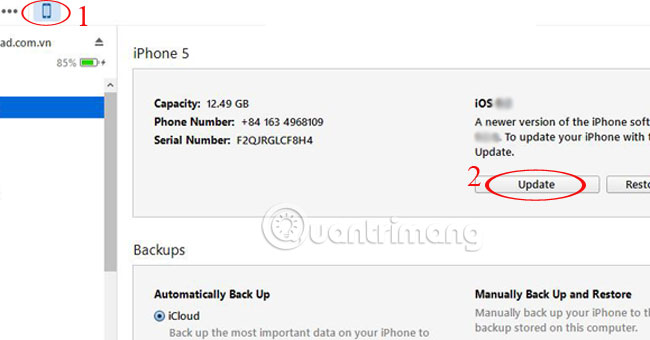 ••• 1
ad.com.vn
85%
iPhone 5
Capacity: 12.49 GB
Phone Number: +84 163 4968109
Serial Number: F2QJRGLCF8H4
iOS
A newer version of the iPhone soft
. To update your iPhone with t
Update.
2 Update
Resto
Quantrimang
Backups
Automatically Back Up
iCloud
Back up the most important data on your iPhone to
Manually Back Up and Restore
Manually back up your iPhone to th
backup stored on this computer.